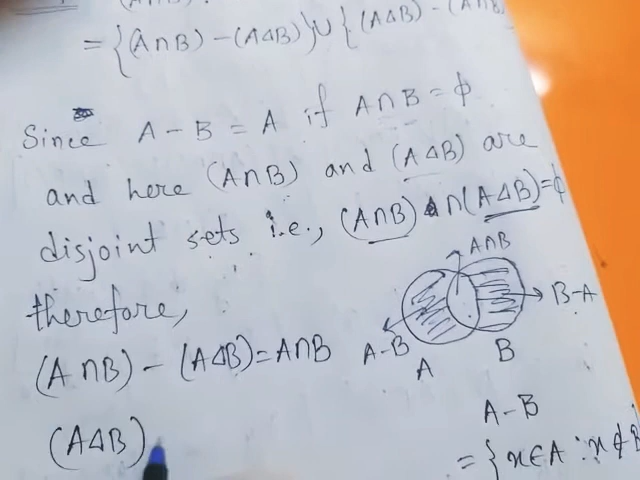 = {(A∩B) - (A∆B)} ∪ {(A∆B) - (A∩B
Since A - B = A if A∩B = ϕ
and here (A∩B) and (A∆B) are
disjoint sets i.e., (A∩B) ∩ (A∆B) = ϕ
therefore,
(A∩B) - (A∆B) = A∩B
(A∆B)
A∩B
B-A
A-B
A
B
A-B
= {x∈A : x∉B